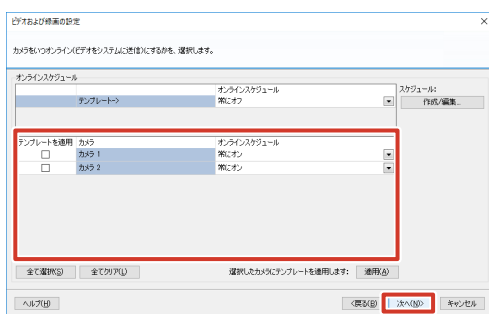 ビデオおよび録画の設定
カメラをいつオンライン(ビデオをシステムに送信)にするかを、選択します。
オンラインスケジュール
オンラインスケジュール
テンプレート-> 常にオフ
スケジュール:
作成/編集...
テンプレートを適用 カメラ オンラインスケジュール
カメラ 1 常にオン
カメラ 2 常にオン
全て選択(S) 全てクリア(L) 選択したカメラにテンプレートを適用します: 適用(A)
ヘルプ(H) <戻る(B) 次へ(N)> キャンセル